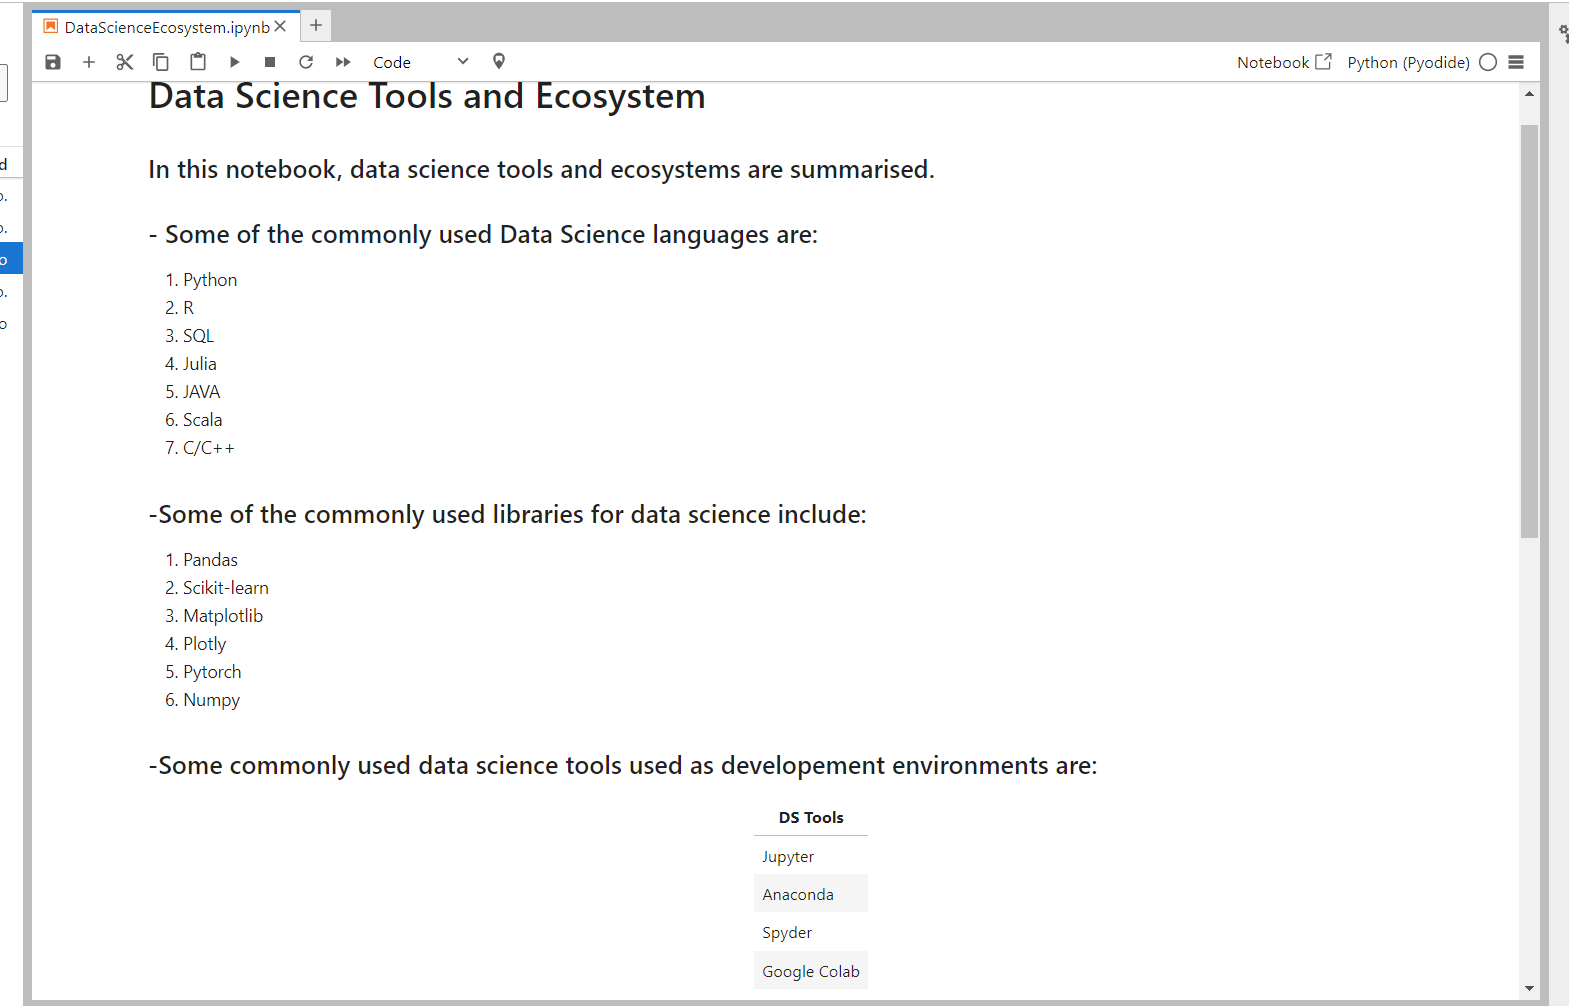 DataScienceEcosystem.ipynb
Code
Notebook
Python (Pyodide)
Data Science Tools and Ecosystem
In this notebook, data science tools and ecosystems are summarised.
- Some of the commonly used Data Science languages are:
1. Python
2. R
3. SQL
4. Julia
5. JAVA
6. Scala
7. C/C++
-Some of the commonly used libraries for data science include:
1. Pandas
2. Scikit-learn
3. Matplotlib
4. Plotly
5. Pytorch
6. Numpy
-Some commonly used data science tools used as developement environments are:
DS Tools
Jupyter
Anaconda
Spyder
Google Colab